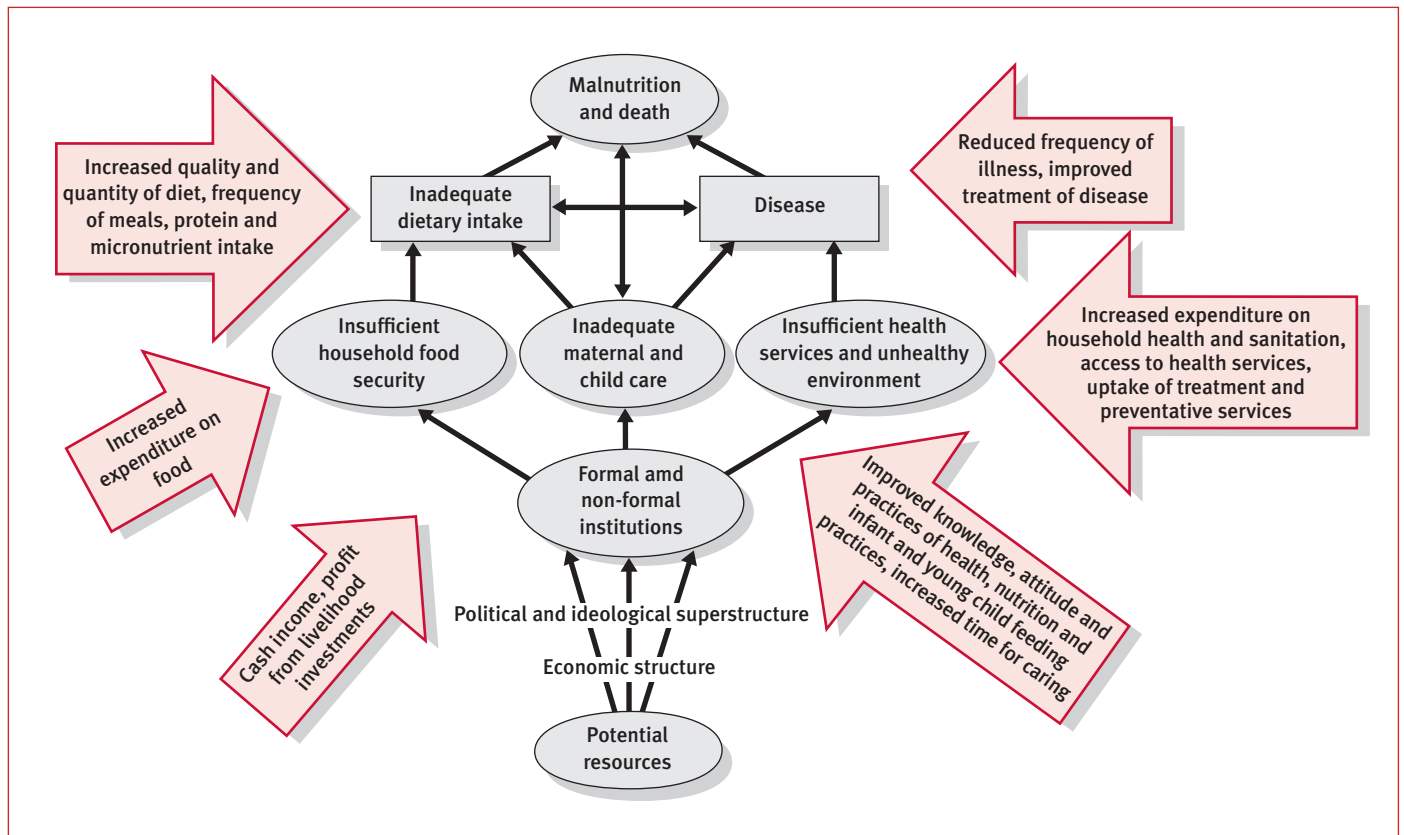 Malnutrition
and death
Increased quality and
quantity of diet, frequency
of meals, protein and
micronutrient intake
Reduced frequency of
illness, improved
treatment of disease
Inadequate
dietary intake
Disease
Insufficient
household food
security
Inadequate
maternal and
child care
Insufficient health
services and unhealthy
environment
Increased expenditure on
household health and sanitation,
access to health services,
uptake of treatment and
preventative services
Increased
expenditure on
food
Formal amd
non-formal
institutions
Improved knowledge, attitude and
practices of health, nutrition and
infant and young child feeding
practices, increased time for caring
Cash income, profit
from livelihood
investments
Political and ideological superstructure
Economic structure
Potential
resources